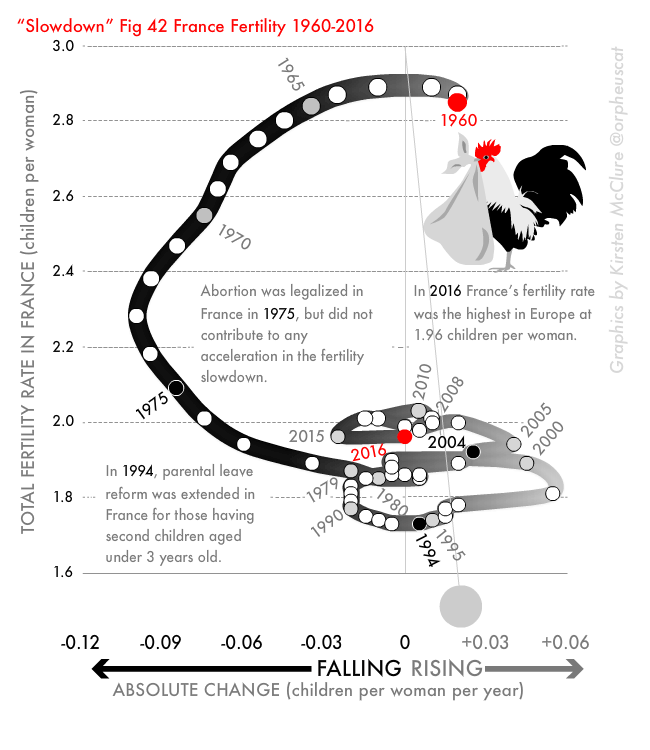 “Slowdown” Fig 42 France Fertility 1960-2016
3.0
2.8
2.6
2.4
2.2
2.0
1.8
1.6
TOTAL FERTILITY RATE IN FRANCE (children per woman)
Graphics by Kirsten McClure @orpheuscat
1965
1960
1970
Abortion was legalized in
France in 1975, but did not
contribute to any
acceleration in the fertility
slowdown.
In 2016 France’s fertility rate
was the highest in Europe at
1.96 children per woman.
1975
2010
2008
2005
2000
2015
2016
2004
In 1994, parental leave
reform was extended in
France for those having
second children aged
under 3 years old.
1979
1980
1990
1994
1995
-0.12
-0.09
-0.06
-0.03
0
+0.03
+0.06
FALLING RISING
ABSOLUTE CHANGE (children per woman per year)